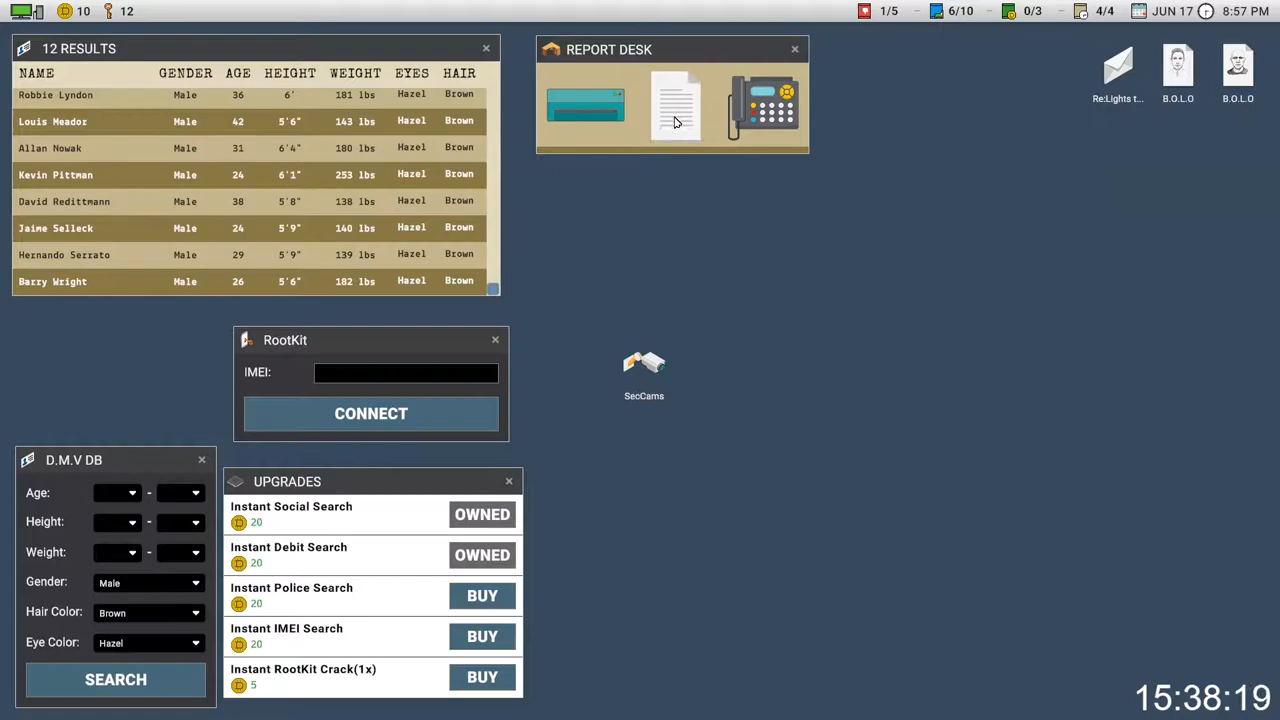 10 12 1/5 6/10 0/3 4/4 JUN 17 8:57 PM
12 RESULTS
NAME GENDER AGE HEIGHT WEIGHT EYES HAIR
Robbie Lyndon Male 36 6' 181 lbs Hazel Brown
Louis Meador Male 42 5'6" 143 lbs Hazel Brown
Allan Nowak Male 31 6'4" 180 lbs Hazel Brown
Kevin Pittman Male 24 6'1" 253 lbs Hazel Brown
David Redittmann Male 38 5'8" 138 lbs Hazel Brown
Jaime Selleck Male 24 5'9" 140 lbs Hazel Brown
Hernando Serrato Male 29 5'9" 139 lbs Hazel Brown
Barry Wright Male 26 5'6" 182 lbs Hazel Brown
REPORT DESK
B.O.L.O B.O.L.O
RootKit
IMEI:
CONNECT
SecCams
D.M.V DB
Age: -
Height: -
Weight: -
Gender: Male
Hair Color: Brown
Eye Color: Hazel
SEARCH
UPGRADES
Instant Social Search
20 OWNED
Instant Debit Search
20 OWNED
Instant Police Search
20 BUY
Instant IMEI Search
20 BUY
Instant RootKit Crack(1x)
5 BUY
15:38:19